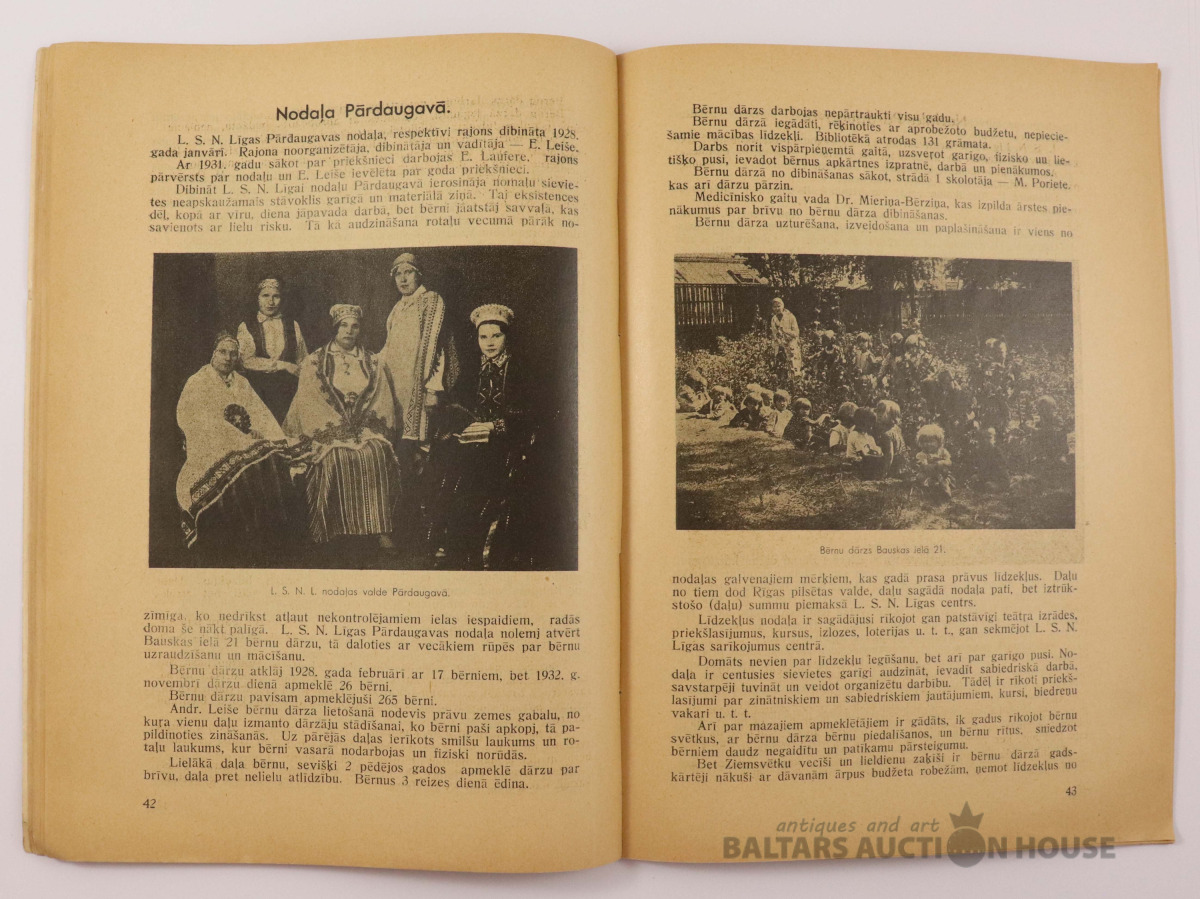 Nodaļa Pārdaugavā.
L. S. N. Līgas Pārdaugavas nodaļa, respektīvi rajons dibināta 1928.
gada janvārī. Rajona noorganizētāja, dibinātāja un vadītāja — E. Leiše.
Ar 1931. gadu sākot par priekšnieci darbojas E. Laufere, rajons
pārvērsts par nodaļu un E. Leiše ievēlēta par goda priekšnieci.
Dibināt L. S. N. Līgai nodaļu Pārdaugavā ierosināja nomaļu sievie-
tes neapskaužamais stāvoklis garīgā un materiālā ziņā. Tai eksistences
dēļ, kopā ar vīru, diena jāpavada darbā, bet bērni jāatstāj savvaļā, kas
savienots ar lielu risku. Tā kā audzināšana rotaļu vecumā pārāk no-
L. S. N. L. nodaļas valde Pārdaugavā.
zīmīga, ko nedrīkst atļaut nekontrolējamiem ielas iespaidiem, radās
doma še nākt palīgā. L. S. N. Līgas Pārdaugavas nodaļa nolemj atvērt
Bauskas ielā 21 bērnu dārzu, tā daloties ar vecākiem rūpēs par bērnu
uzraudzīšanu un mācīšanu.
Bērnu dārzu atklāj 1928. gada februārī ar 17 bērniem, bet 1932. g.
novembrī dārzu dienā apmeklē 26 bērni.
Bērnu dārzu pavisam apmeklējuši 265 bērni.
Andr. Leiše bērnu dārza lietošanā nodevis prāvu zemes gabalu, no
kuŗa vienu daļu izmanto dārzāju stādīšanai, ko bērni paši apkopj, tā pa-
pildinoties zināšanās. Uz pārējās daļas ierīkots smilšu laukums un ro-
taļu laukums, kur bērni vasarā nodarbojas un fiziski norūdās.
Lielākā daļa bērnu, sevišķi 2 pēdējos gados apmeklē dārzu par
brīvu, daļa pret nelielu atlīdzību. Bērnus 3 reizes dienā ēdina.
42
Bērnu dārzs darbojas nepārtraukti visu gadu.
Bērnu dārzā iegādāti, rēķinoties ar aprobežoto budžetu, nepiecie-
šamie mācības līdzekļi. Bibliotēkā atrodas 131 grāmata.
Darbs norit vispārpieņemtā gaitā, uzsveŗot garīgo, fizisko un lie-
tišķo pusi, ievadot bērnus apkārtnes izpratnē, darbā un pienākumos.
Bērnu dārzā no dibināšanas sākot, strādā 1 skolotāja — M. Poriete,
kas arī dārzu pārzin.
Medicīnisko gaitu vada Dr. Mieriņa-Bērziņa, kas izpilda ārstes pie-
nākumus par brīvu no bērnu dārza dibināšanas.
Bērnu dārza uzturēšana, izveidošana un paplašināšana ir viens no
Bērnu dārzs Bauskas ielā 21.
nodaļas galvenajiem mērķiem, kas gadā prasa prāvus līdzekļus. Daļu
no tiem dod Rīgas pilsētas valde, daļu sagādā nodaļa pati, bet iztrūk-
stošo (daļu) summu piemaksā L. S. N. Līgas centrs.
Līdzekļus nodaļa ir sagādājusi rīkojot gan patstāvīgi teātŗa izrādes,
priekšlasījumus, kursus, izlozes, loterijas u. t. t., gan sekmējot L. S. N.
Līgas sarīkojumus centrā.
Domāts nevien par līdzekļu iegūšanu, bet arī par garīgo pusi. No-
daļa ir centusies sievietes garīgi audzināt, ievadīt sabiedriskā darbā,
savstarpēji tuvināt un veidot organizētu darbību. Tādēļ ir rīkoti priekš-
lasījumi par zinātniskiem un sabiedriskiem jautājumiem, kursi, biedreņu
vakari u. t. t.
Arī par mazajiem apmeklētājiem ir gādāts, ik gadus rīkojot bērnu
svētkus, ar bērnu dārza bērnu piedalīšanos, un bērnu rītus, sniedzot
bērniem daudz negaidītu un patīkamu pārsteigumu.
Bet Ziemsvētku vecīši un lieldienu zaķīši ir bērnu dārzā gads-
kārtēji nākuši ar dāvanām ārpus budžeta robežām, ņemot līdzekļus no
43
antiques and art
BALTARS AUCTION HOUSE